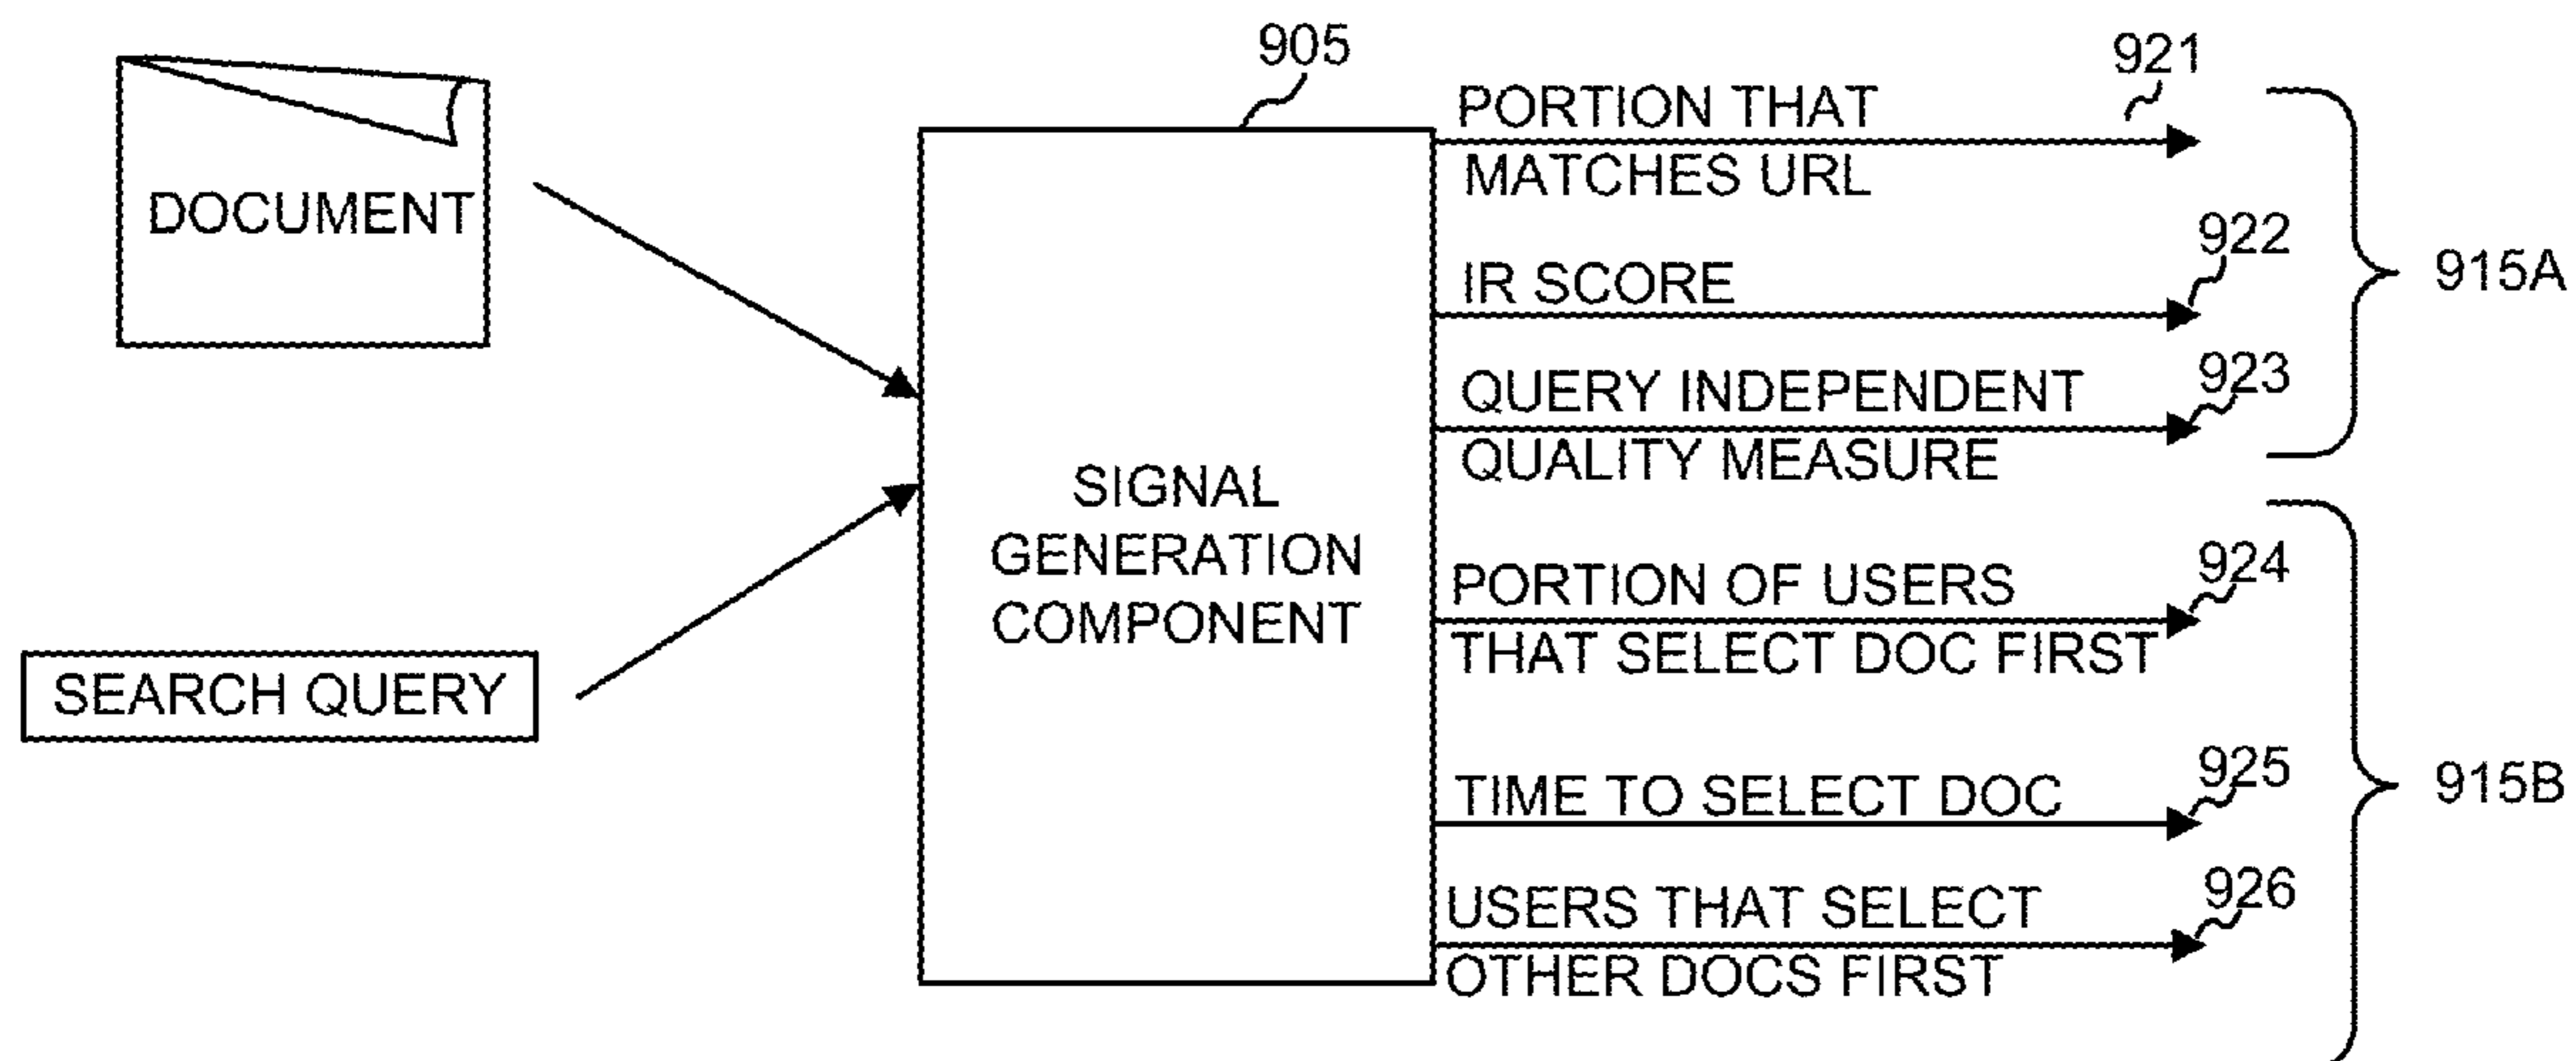 905
921
PORTION THAT
MATCHES URL
DOCUMENT
922
IR SCORE
915A
923
QUERY INDEPENDENT
QUALITY MEASURE
SIGNAL
GENERATION
COMPONENT
924
PORTION OF USERS
THAT SELECT DOC FIRST
SEARCH QUERY
925
TIME TO SELECT DOC
915B
926
USERS THAT SELECT
OTHER DOCS FIRST